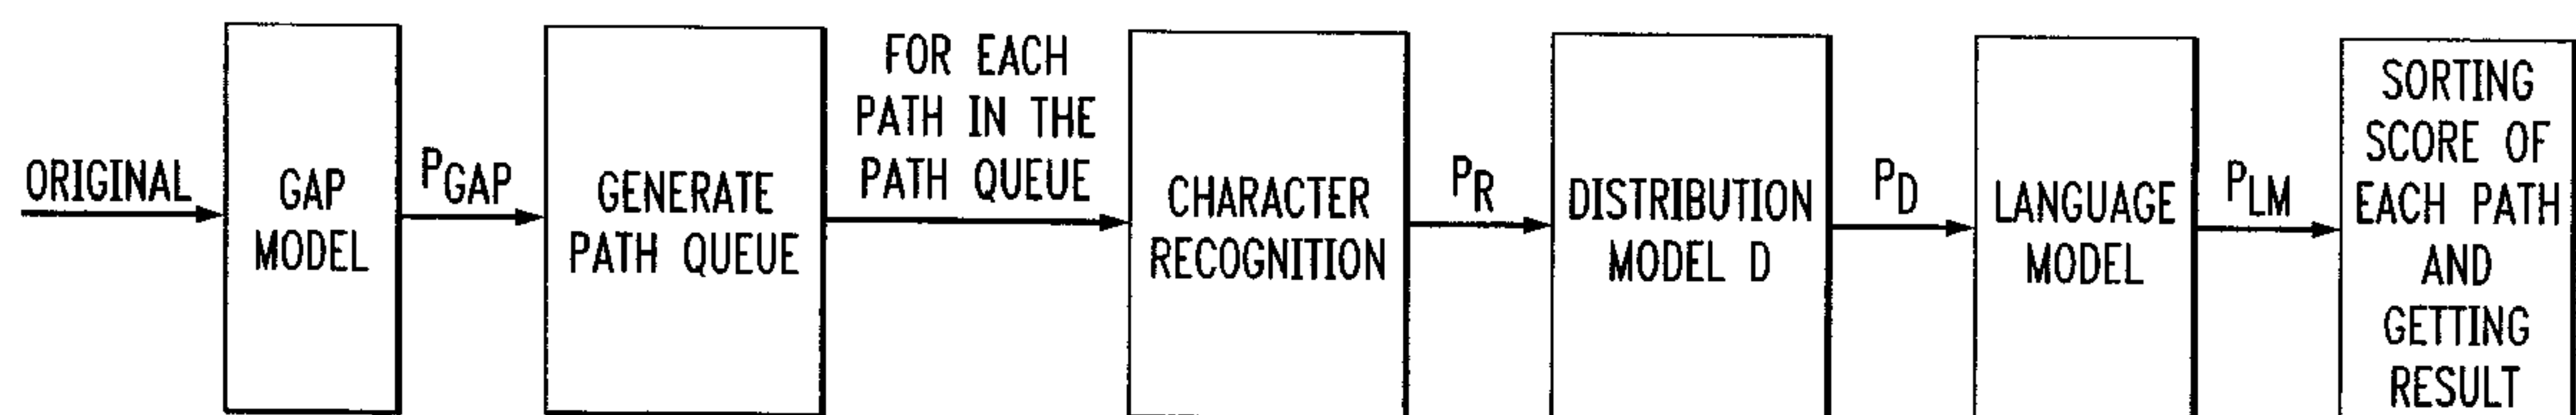 ORIGINAL
GAP
MODEL
PGAP
GENERATE
PATH QUEUE
FOR EACH
PATH IN THE
PATH QUEUE
CHARACTER
RECOGNITION
PR
DISTRIBUTION
MODEL D
PD
LANGUAGE
MODEL
PLM
SORTING
SCORE OF
EACH PATH
AND
GETTING
RESULT